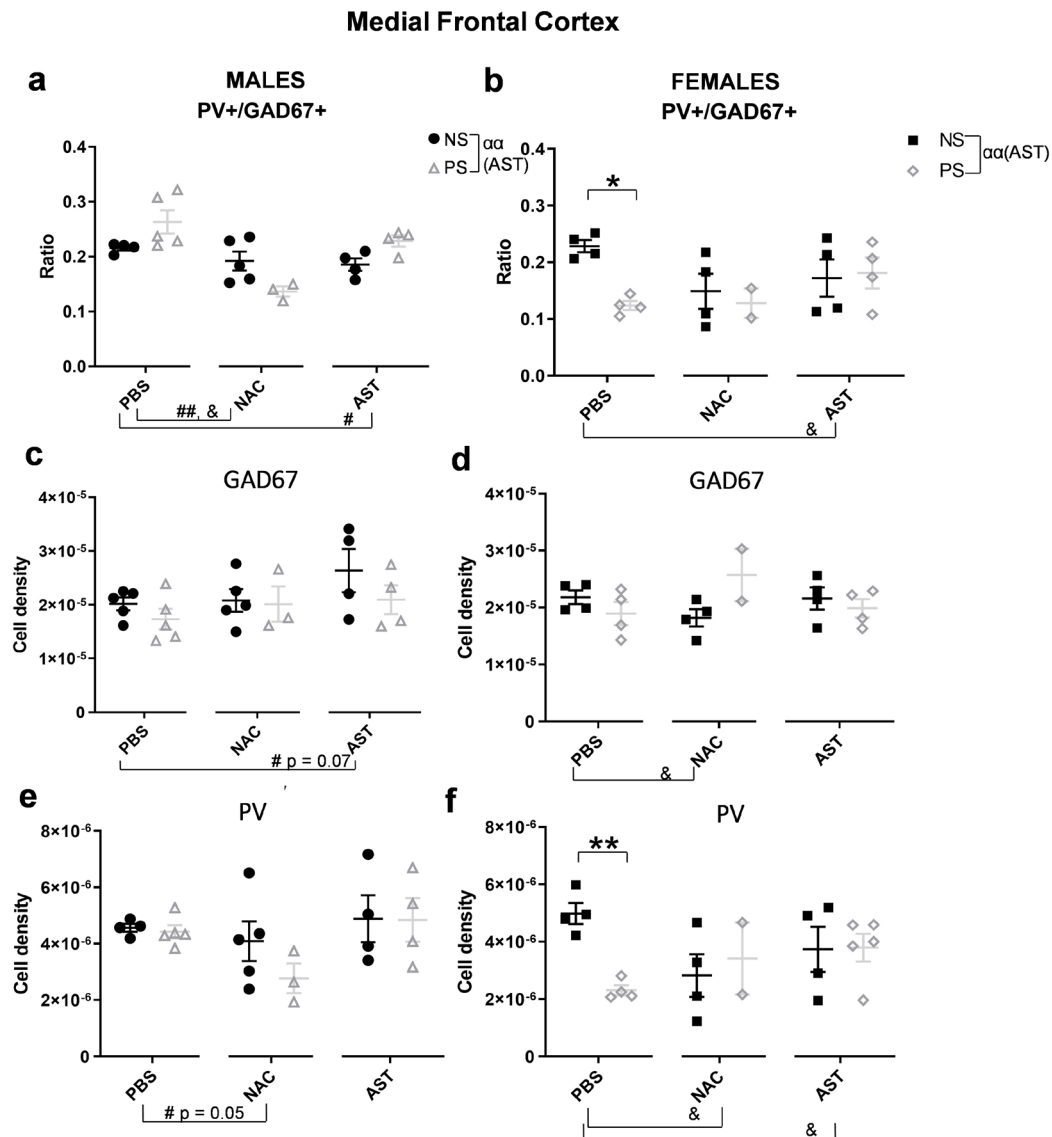 Medial Frontal Cortex
a
MALES
PV+/GAD67+
NS
PS
αα
(AST)
Ratio
0.4
0.3
0.2
0.1
0.0
PBS
NAC
AST
##, &
#
b
FEMALES
PV+/GAD67+
NS
PS
αα(AST)
*
Ratio
0.4
0.3
0.2
0.1
0.0
PBS
NAC
AST
&
c
GAD67
Cell density
4×10⁻⁵
3×10⁻⁵
2×10⁻⁵
1×10⁻⁵
0
PBS
NAC
AST
# p = 0.07
,
d
GAD67
Cell density
4×10⁻⁵
3×10⁻⁵
2×10⁻⁵
1×10⁻⁵
0
PBS
NAC
AST
&
e
PV
Cell density
8×10⁻⁶
6×10⁻⁶
4×10⁻⁶
2×10⁻⁶
0
PBS
NAC
AST
# p = 0.05
f
PV
**
Cell density
8×10⁻⁶
6×10⁻⁶
4×10⁻⁶
2×10⁻⁶
0
PBS
NAC
AST
&
&